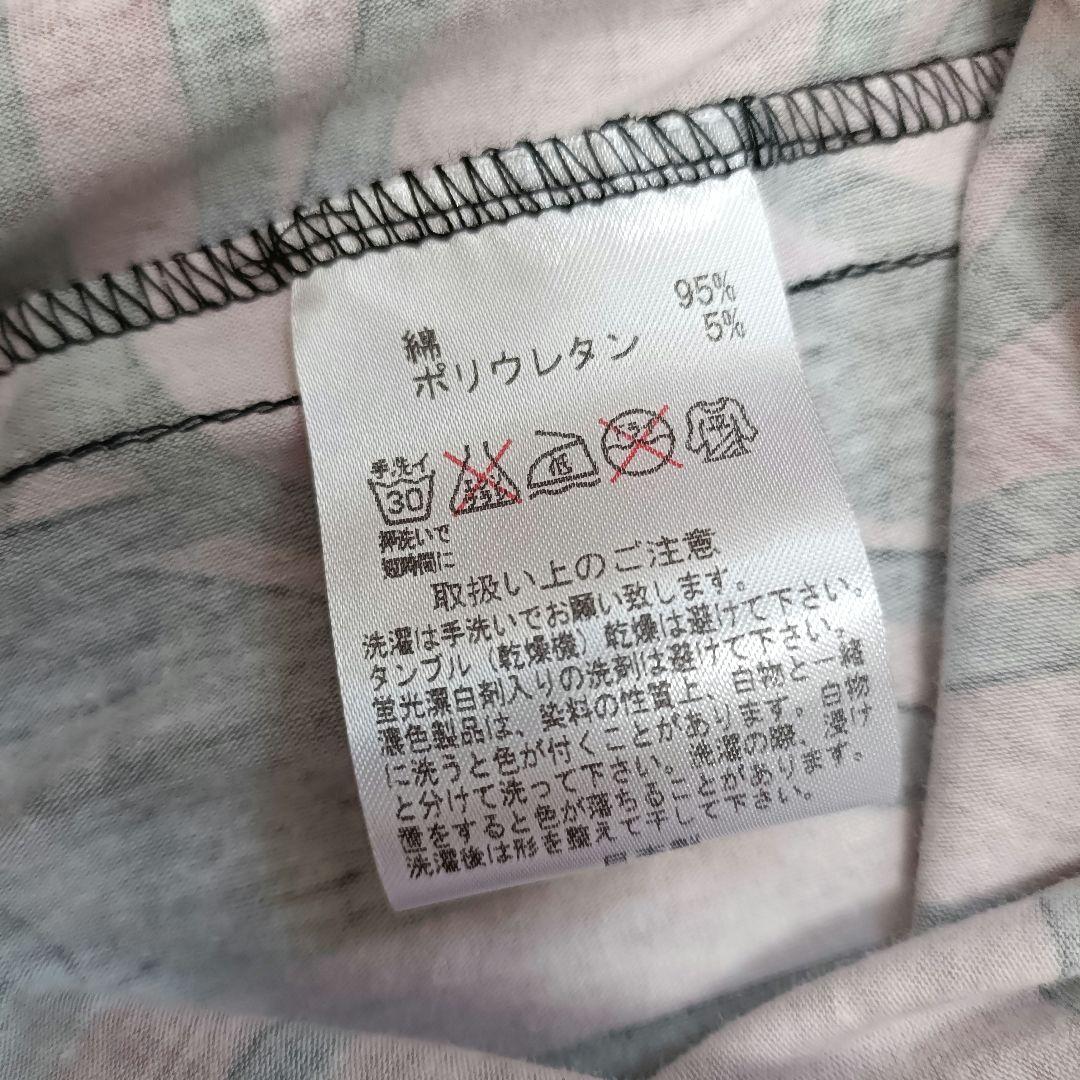 綿 95%
ポリウレタン 5%
手洗イ
30
低
押洗いで
短時間に
取扱い上のご注意
洗濯は手洗いでお願い致します。
タンブル(乾燥機)乾燥は避けて下さい。
蛍光漂白剤入りの洗剤は避けて下さい。
濃色製品は、染料の性質上、白物と一緒
に洗うと色が付くことがあります。白物
と分けて洗って下さい。洗濯の際、浸け
置をすると色が落ちることがあります。
洗濯後は形を整えて干して下さい。